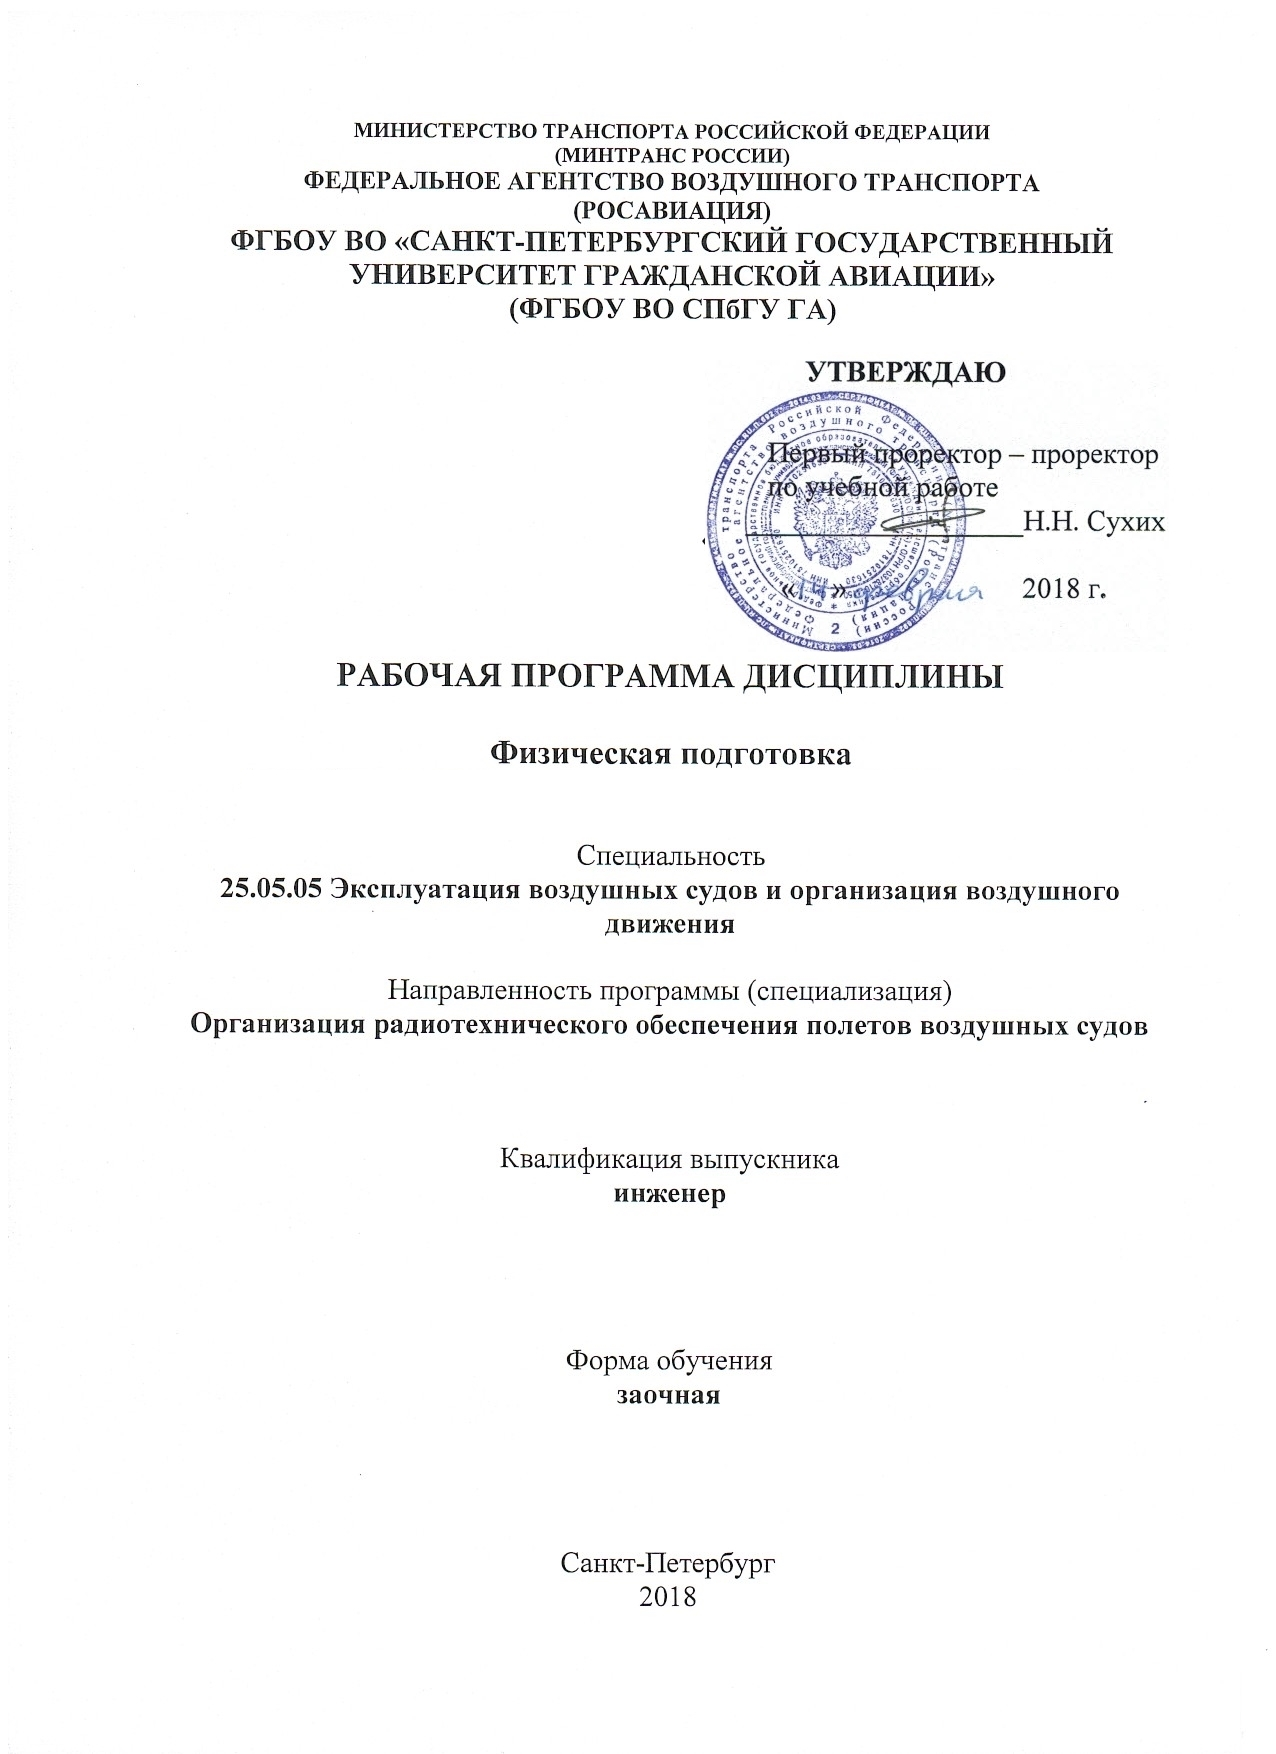 МИНИСТЕРСТВО ТРАНСПОРТА РОССИЙСКОЙ ФЕДЕРАЦИИ
(МИНТРАНС РОССИИ)
ФЕДЕРАЛЬНОЕ АГЕНТСТВО ВОЗДУШНОГО ТРАНСПОРТА
(РОСАВИАЦИЯ)
ФГБОУ ВО «САНКТ-ПЕТЕРБУРГСКИЙ ГОСУДАРСТВЕННЫЙ
УНИВЕРСИТЕТ ГРАЖДАНСКОЙ АВИАЦИИ»
(ФГБОУ ВО СПбГУ ГА)
УТВЕРЖДАЮ
Первый проректор – проректор
по учебной работе
Н.Н. Сухих
« » февраля 2018 г.
РАБОЧАЯ ПРОГРАММА ДИСЦИПЛИНЫ
Физическая подготовка
Специальность
25.05.05 Эксплуатация воздушных судов и организация воздушного
движения
Направленность программы (специализация)
Организация радиотехнического обеспечения полетов воздушных судов
Квалификация выпускника
инженер
Форма обучения
заочная
Санкт-Петербург
2018